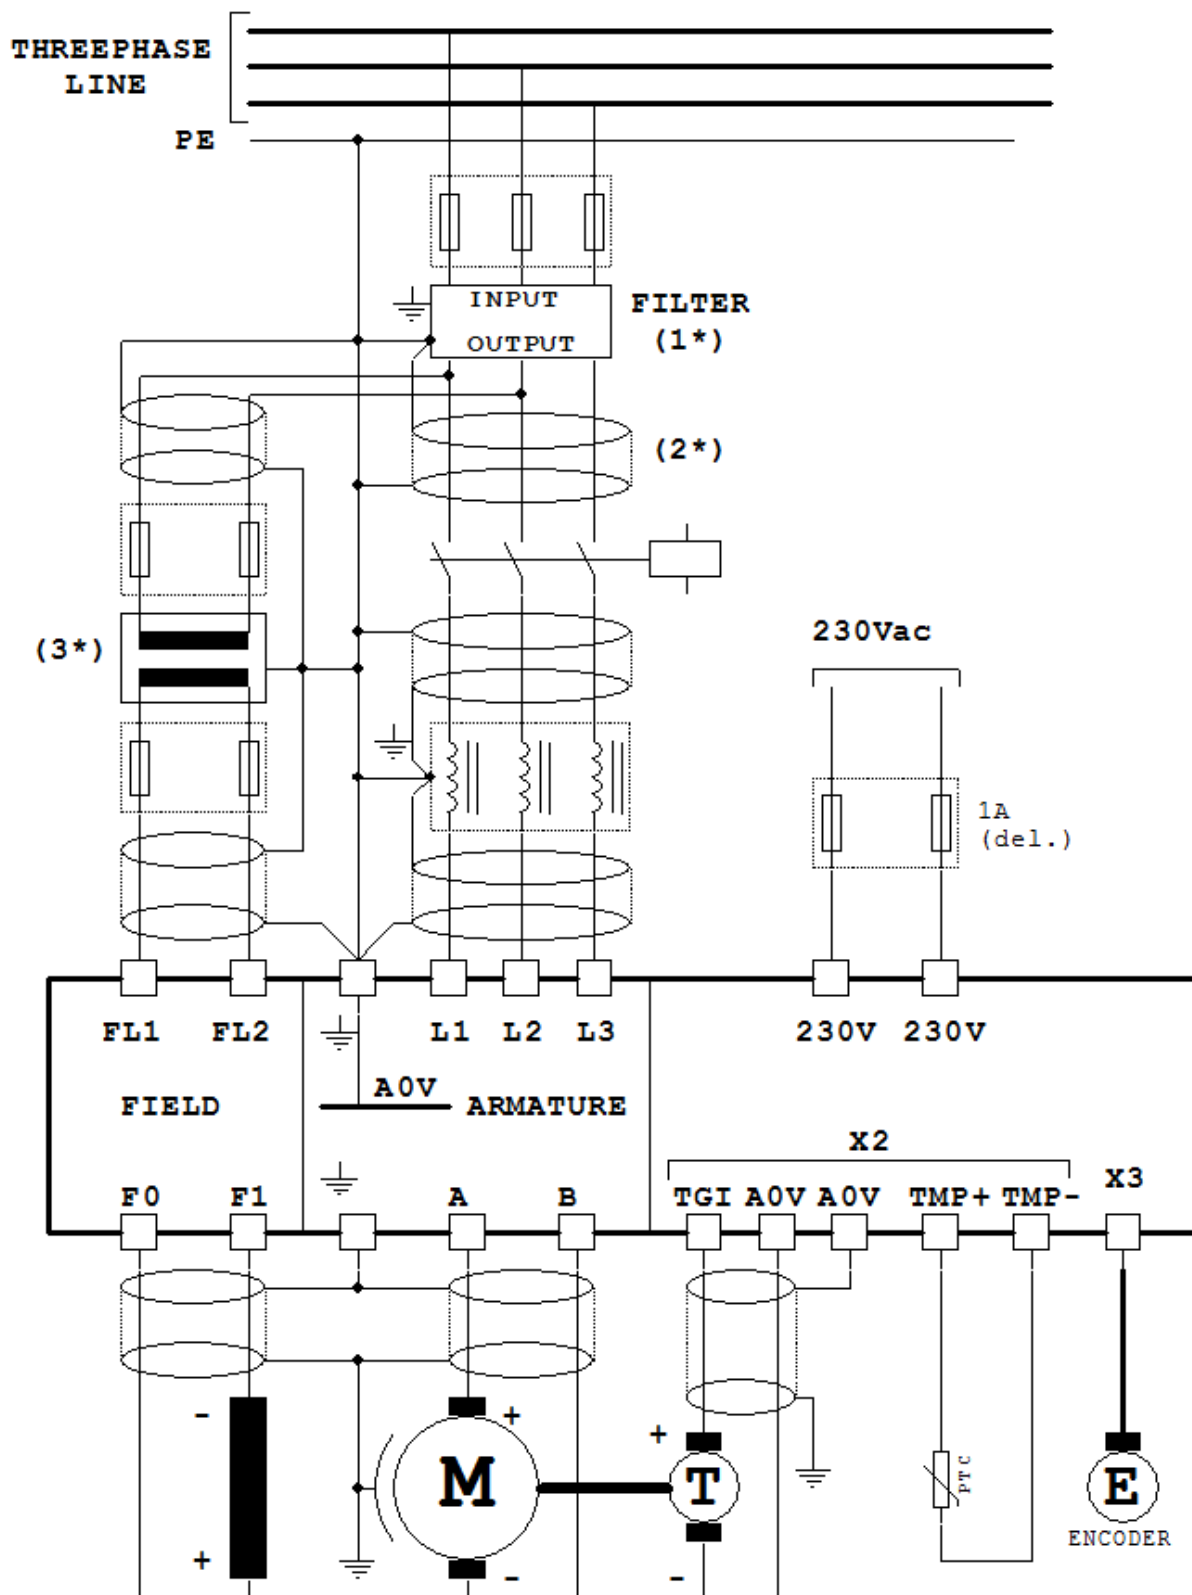 THREEPHASE
LINE
PE
INPUT
OUTPUT
FILTER
(1*)
(2*)
(3*)
230Vac
1A
(del.)
FL1 FL2 L1 L2 L3 230V 230V
FIELD A0V ARMATURE
X2
F0 F1 A B TGI A0V A0V TMP+ TMP- X3
- + +
M T PTC E
ENCODER
+ - -